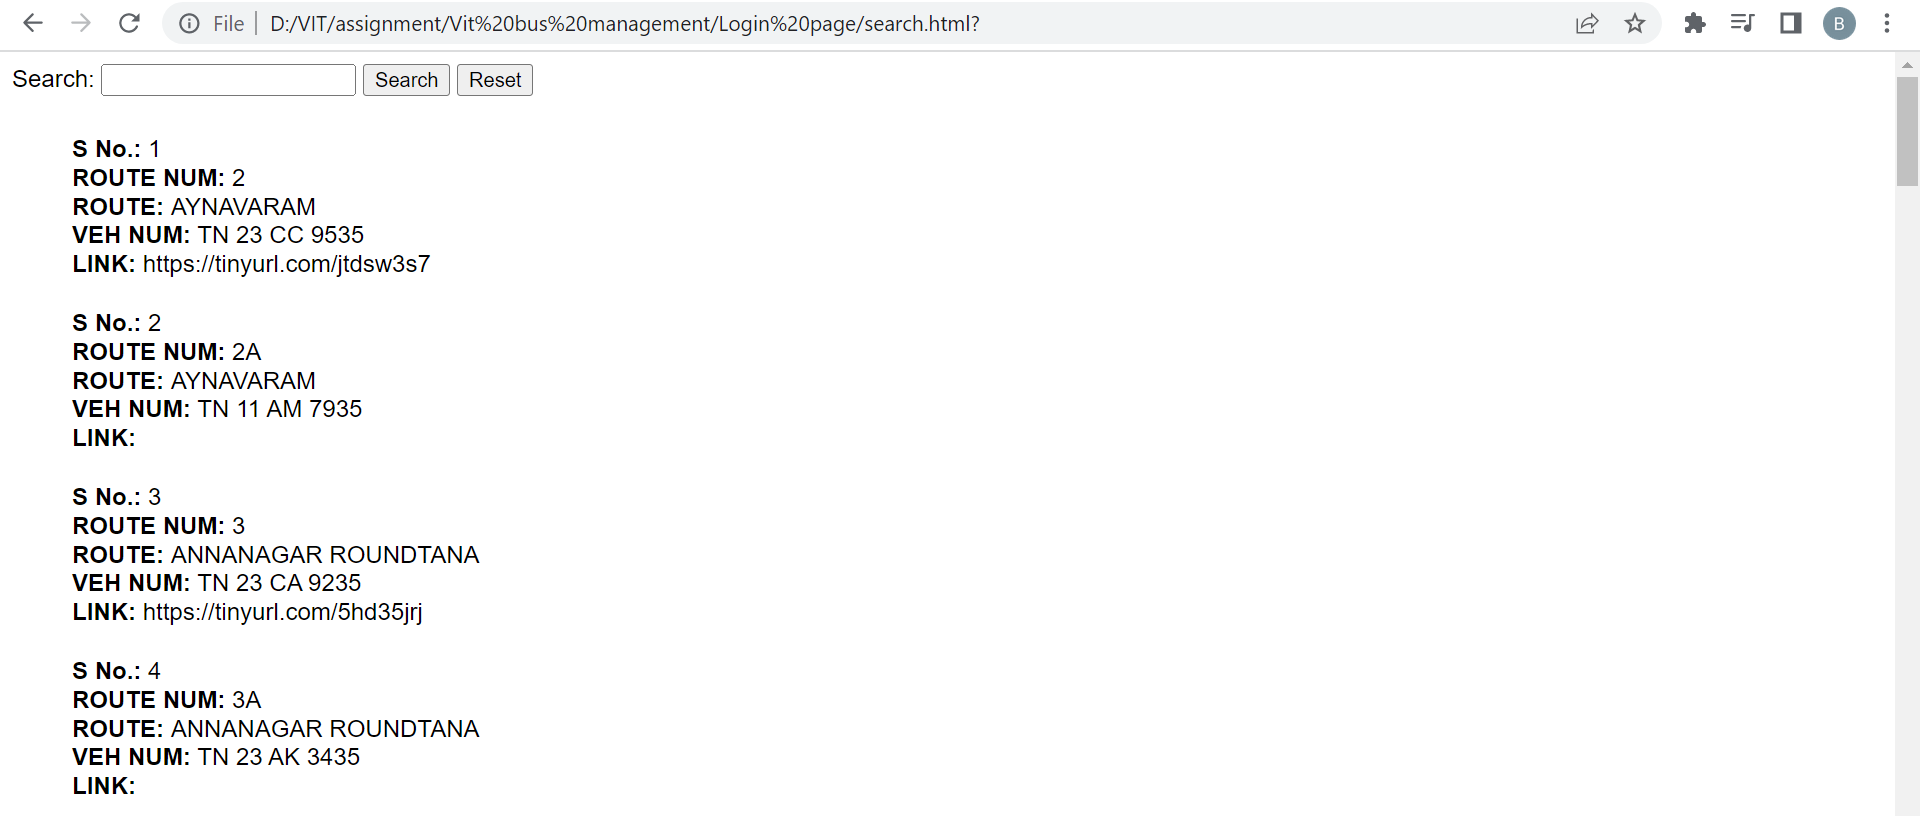 File | D:/VIT/assignment/Vit%20bus%20management/Login%20page/search.html?
B
Search: Search Reset
S No.: 1
ROUTE NUM: 2
ROUTE: AYNAVARAM
VEH NUM: TN 23 CC 9535
LINK: https://tinyurl.com/jtdsw3s7
S No.: 2
ROUTE NUM: 2A
ROUTE: AYNAVARAM
VEH NUM: TN 11 AM 7935
LINK:
S No.: 3
ROUTE NUM: 3
ROUTE: ANNANAGAR ROUNDTANA
VEH NUM: TN 23 CA 9235
LINK: https://tinyurl.com/5hd35jrj
S No.: 4
ROUTE NUM: 3A
ROUTE: ANNANAGAR ROUNDTANA
VEH NUM: TN 23 AK 3435
LINK: